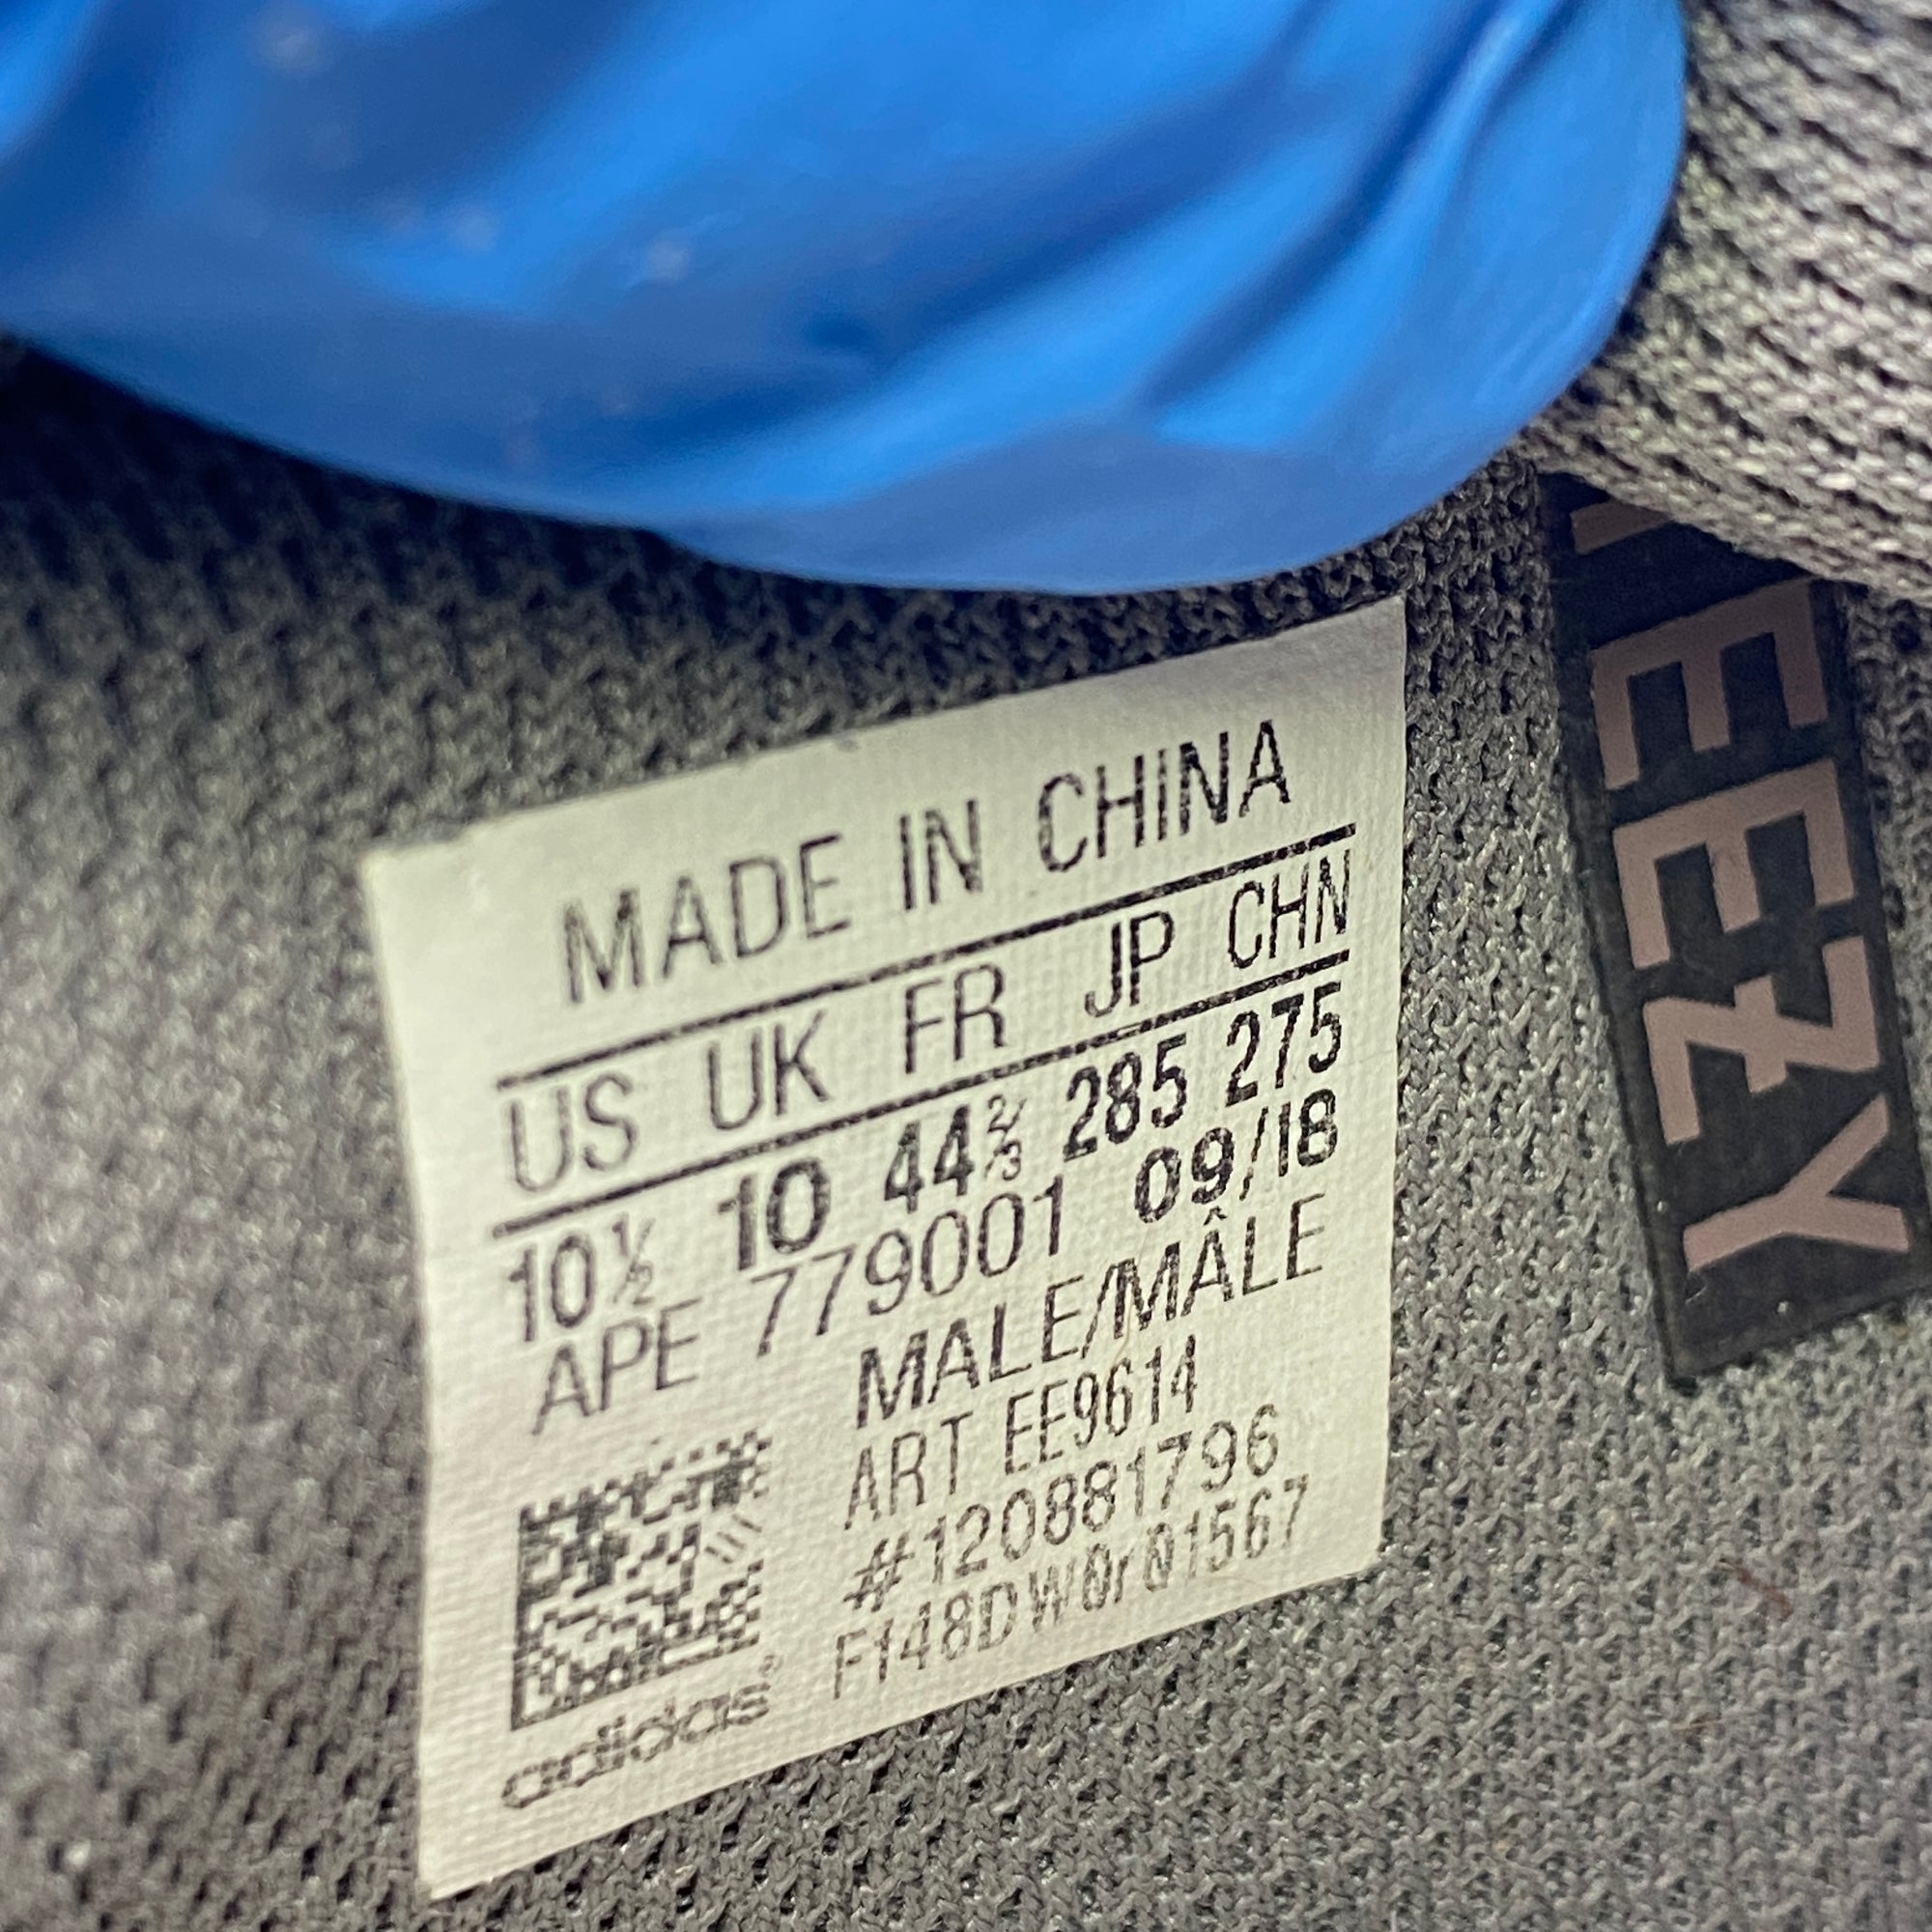 MADE IN CHINA
US UK FR JP CHN
10½ 10 44⅔ 285 275
APE 779001 09/18
MALE/MÂLE
ART EE9614
#120881796
F148DW0r01567
adidas®
YEEZY